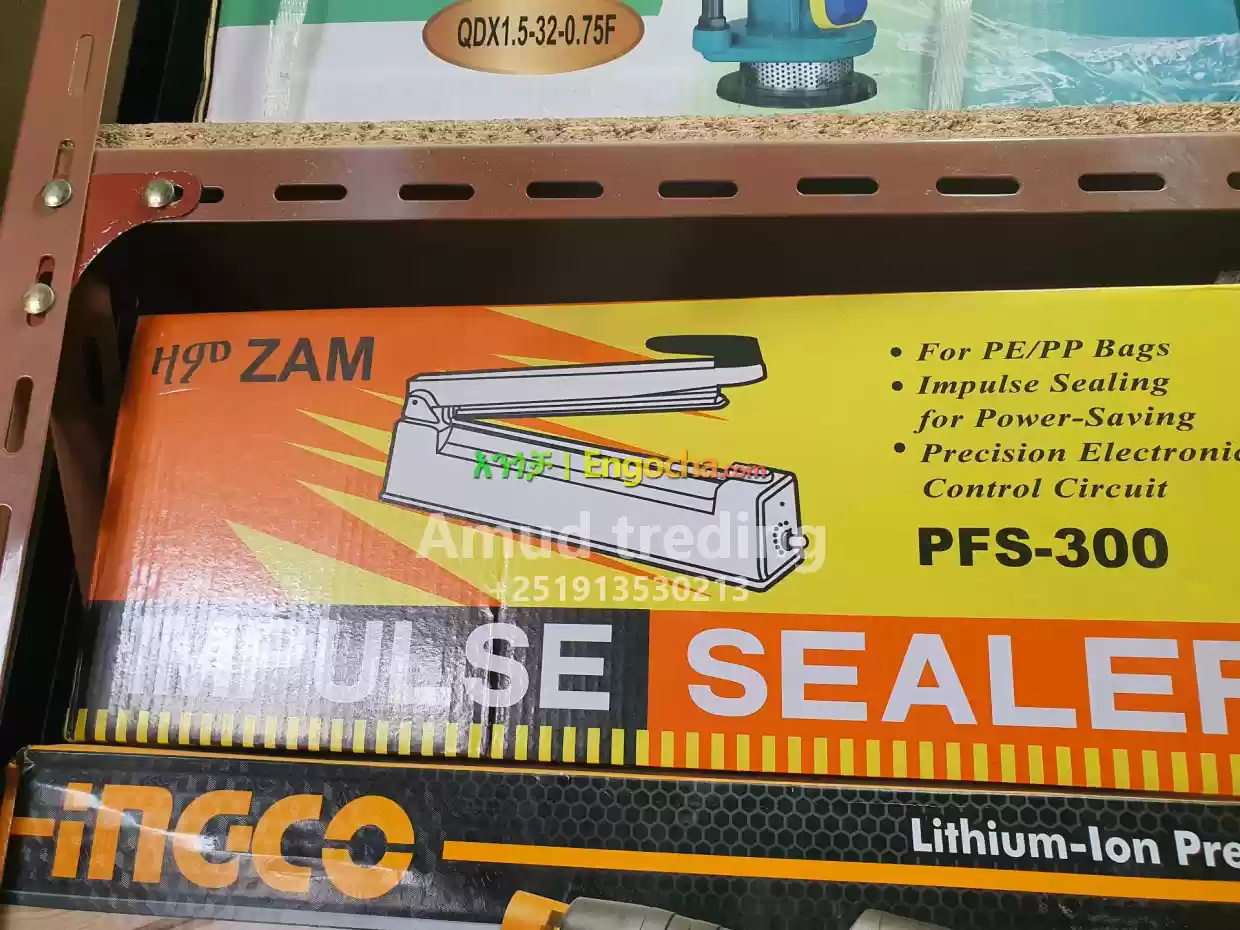 QDX1.5-32-0.75F
ዛም ZAM
• For PE/PP Bags
• Impulse Sealing
for Power-Saving
• Precision Electronic
Control Circuit
እንጎቻ | Engocha.com
Amud treding
+251913530213
PFS-300
IMPULSE SEALER
INGCO
Lithium-Ion Pre